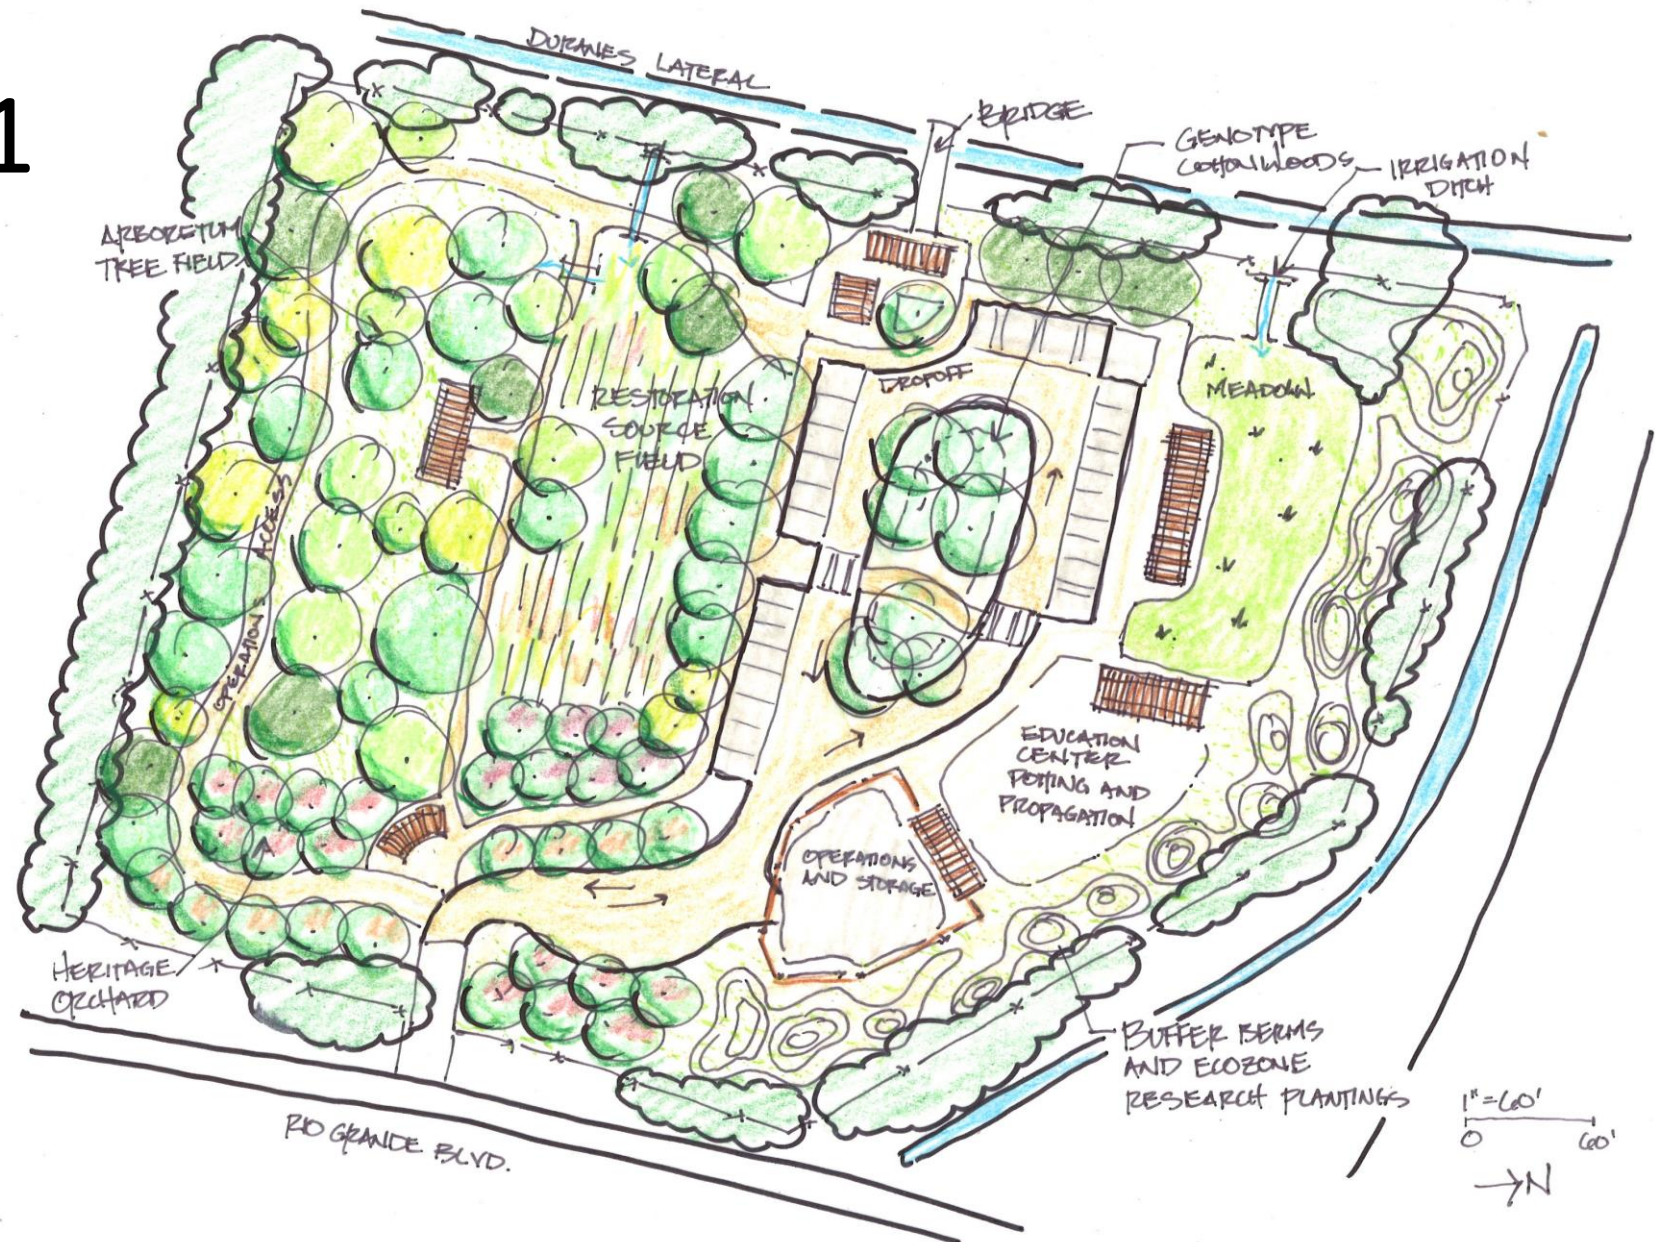 1
DURANES LATERAL
BRIDGE
GENOTYPE
COTTONWOODS
IRRIGATION
DITCH
ARBORETUM
TREE FIELD
RESTORATION
SOURCE
FIELD
DROPOFF
MEADOW
OPERATIONS ACCESS
EDUCATION
CENTER
POTTING AND
PROPAGATION
OPERATIONS
AND STORAGE
HERITAGE
ORCHARD
BUFFER BERMS
AND ECOZONE
RESEARCH PLANTINGS
RIO GRANDE BLVD.
1"=60'
0 60'
→N